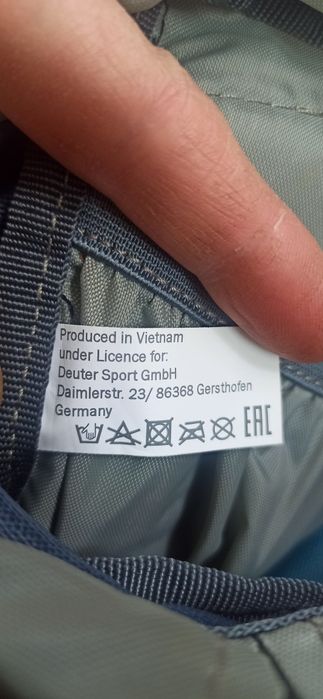 Produced in Vietnam
under Licence for:
Deuter Sport GmbH
Daimlerstr. 23/ 86368 Gersthofen
Germany
EAC